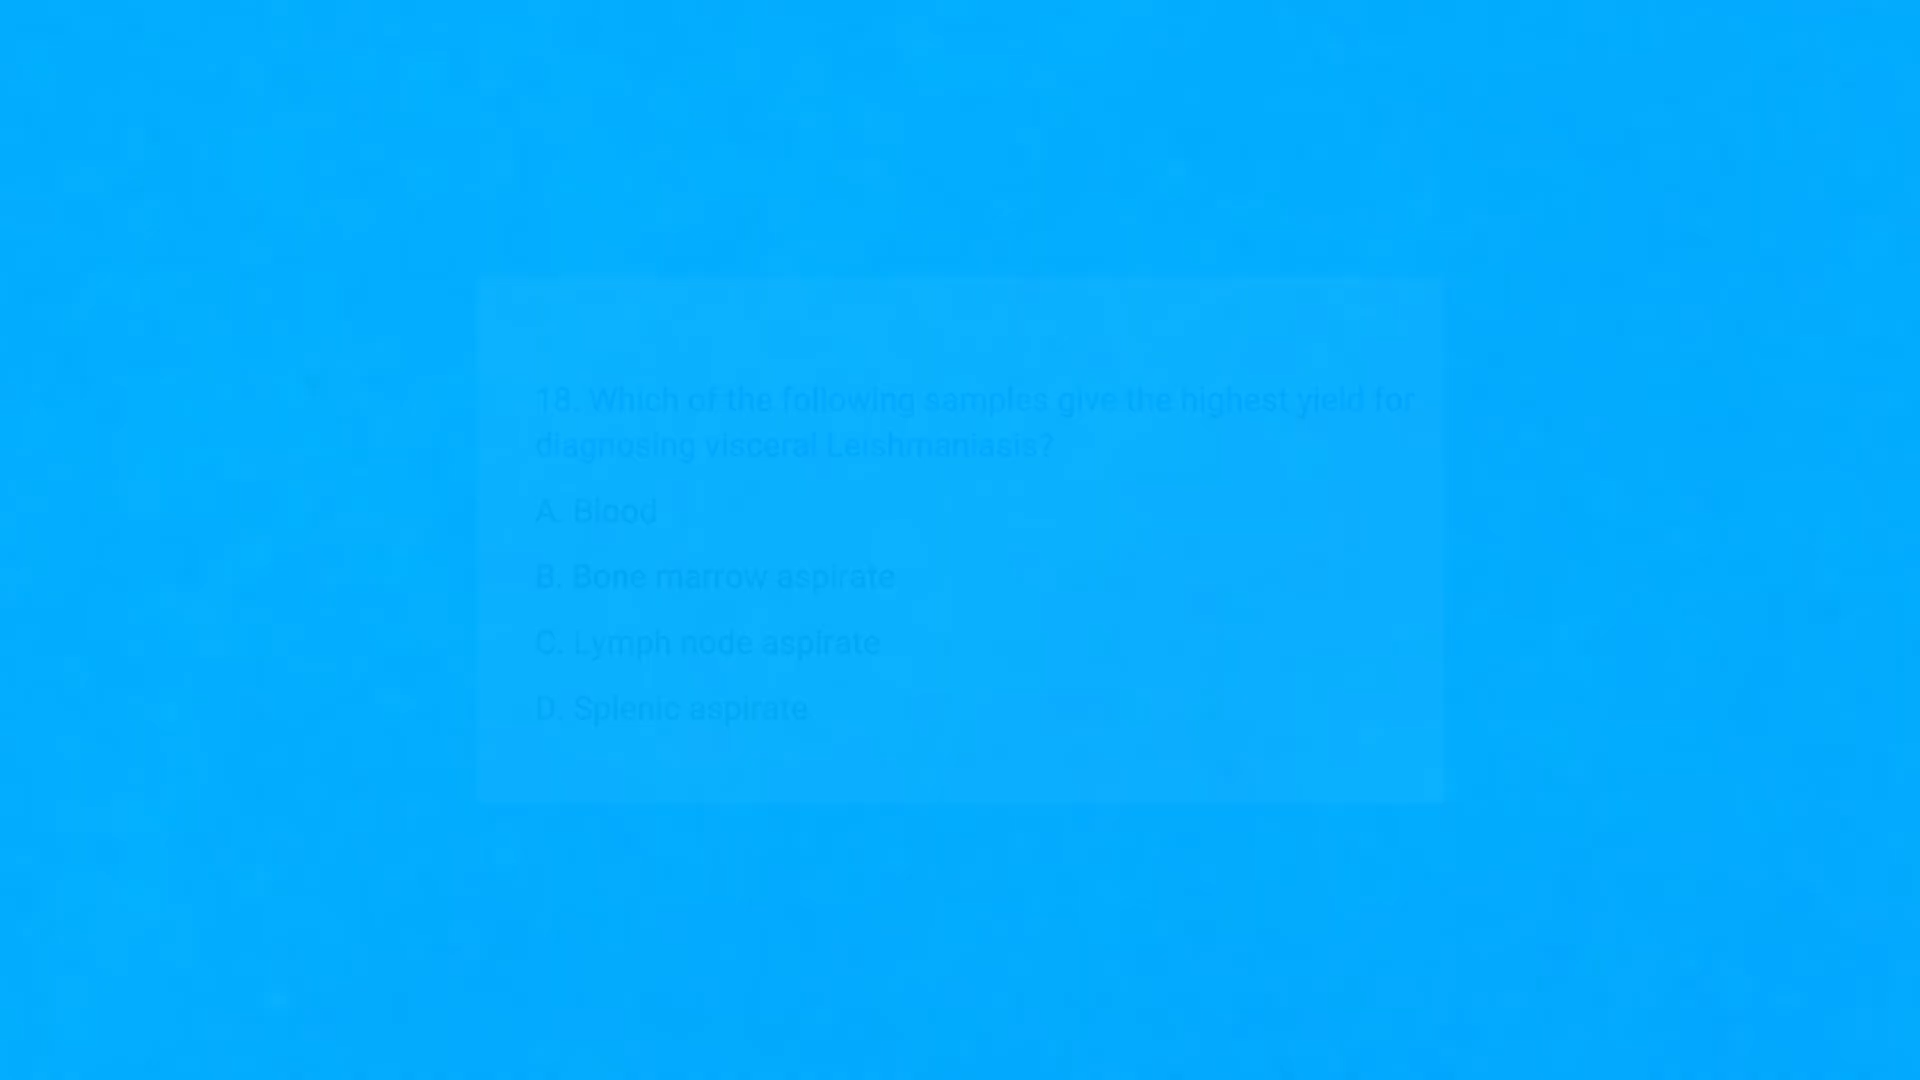 18. Which of the following samples give the highest yield for
diagnosing visceral Leishmaniasis?
A. Blood
B. Bone marrow aspirate
C. Lymph node aspirate
D. Splenic aspirate